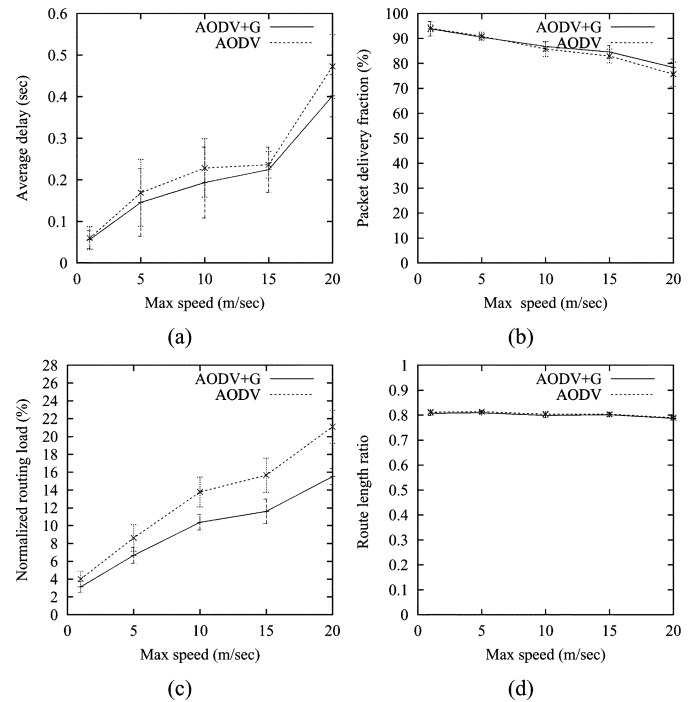 AODV+G
AODV
0.6
0.5
0.4
0.3
0.2
0.1
0
Average delay (sec)
0 5 10 15 20
Max speed (m/sec)
(a)
AODV+G
AODV
100
90
80
70
60
50
40
30
20
10
0
Packet delivery fraction (%)
0 5 10 15 20
Max speed (m/sec)
(b)
AODV+G
AODV
28
26
24
22
20
18
16
14
12
10
8
6
4
2
0
Normalized routing load (%)
0 5 10 15 20
Max speed (m/sec)
(c)
AODV+G
AODV
1
0.9
0.8
0.7
0.6
0.5
0.4
0.3
0.2
0.1
0
Route length ratio
0 5 10 15 20
Max speed (m/sec)
(d)